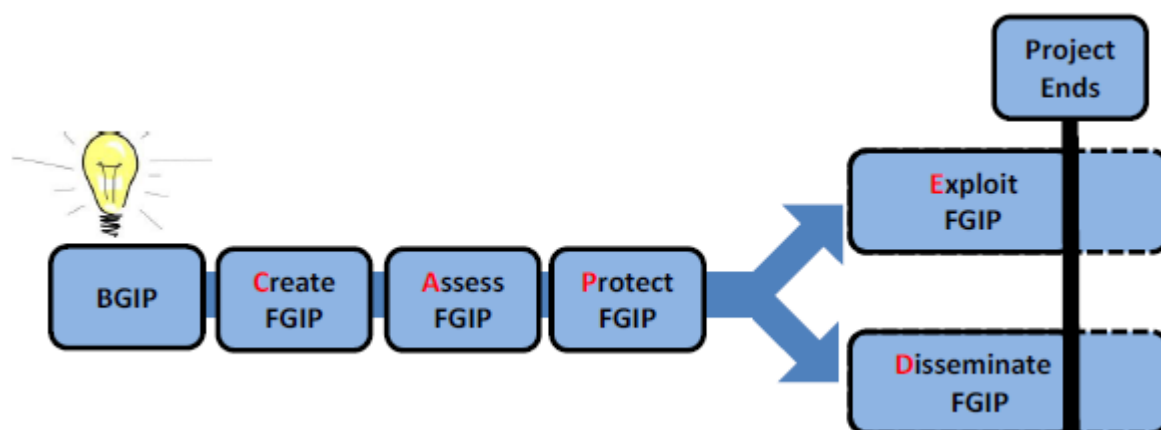 Project
Ends
Exploit
FGIP
BGIP
Create
FGIP
Assess
FGIP
Protect
FGIP
Disseminate
FGIP